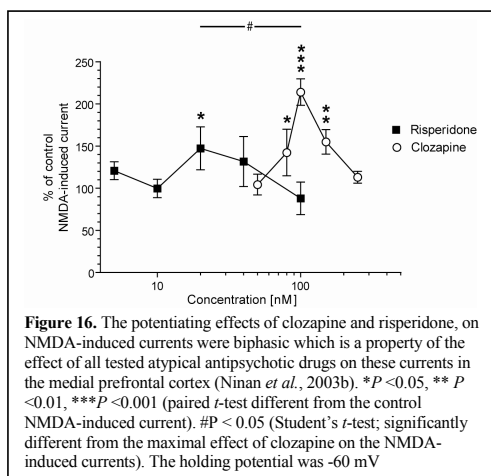 #
*
*
*
*
*
*
*
250
200
150
100
50
0
% of control
NMDA-induced current
10
100
Concentration [nM]
Risperidone
Clozapine
Figure 16. The potentiating effects of clozapine and risperidone, on
NMDA-induced currents were biphasic which is a property of the
effect of all tested atypical antipsychotic drugs on these currents in
the medial prefrontal cortex (Ninan et al., 2003b). *P <0.05, ** P
<0.01, ***P <0.001 (paired t-test different from the control
NMDA-induced current). #P < 0.05 (Student’s t-test; significantly
different from the maximal effect of clozapine on the NMDA-
induced currents). The holding potential was -60 mV